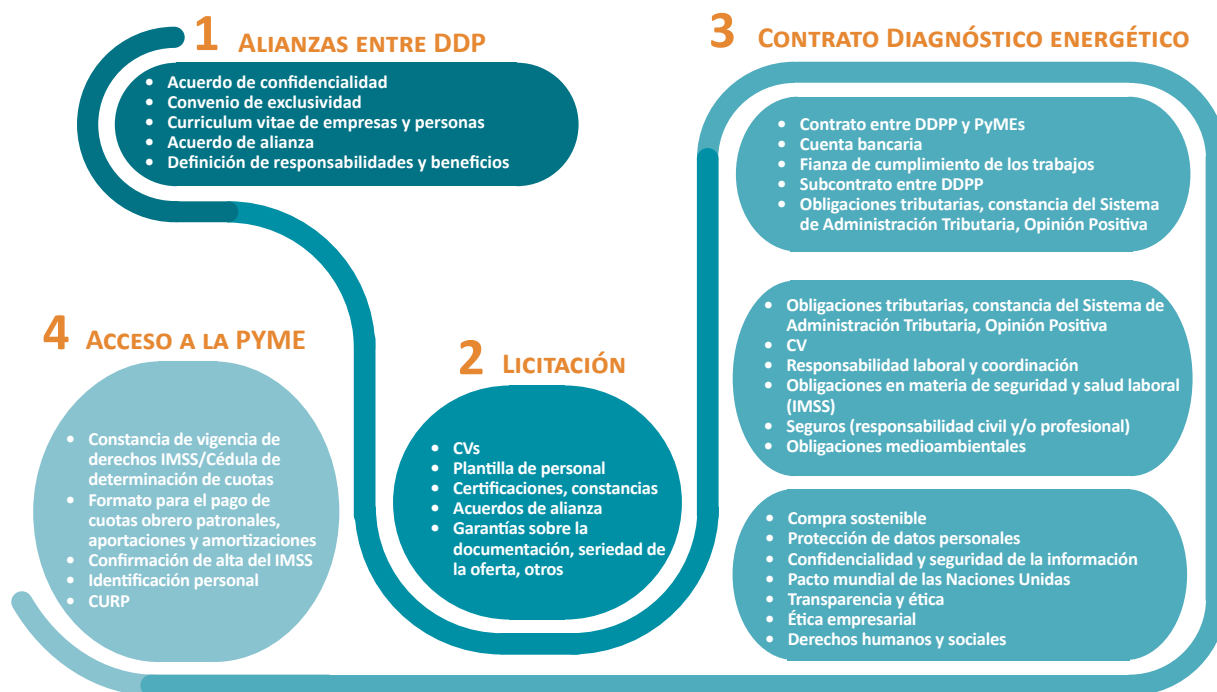 1 ALIANZAS ENTRE DDP
• Acuerdo de confidencialidad
• Convenio de exclusividad
• Curriculum vitae de empresas y personas
• Acuerdo de alianza
• Definición de responsabilidades y beneficios
2 LICITACIÓN
• CVs
• Plantilla de personal
• Certificaciones, constancias
• Acuerdos de alianza
• Garantías sobre la
documentación, seriedad de
la oferta, otros
3 CONTRATO DIAGNÓSTICO ENERGÉTICO
• Contrato entre DDPP y PyMEs
• Cuenta bancaria
• Fianza de cumplimiento de los trabajos
• Subcontrato entre DDPP
• Obligaciones tributarias, constancia del Sistema
de Administración Tributaria, Opinión Positiva
• Obligaciones tributarias, constancia del Sistema de
Administración Tributaria, Opinión Positiva
• CV
• Responsabilidad laboral y coordinación
• Obligaciones en materia de seguridad y salud laboral
(IMSS)
• Seguros (responsabilidad civil y/o profesional)
• Obligaciones medioambientales
• Compra sostenible
• Protección de datos personales
• Confidencialidad y seguridad de la información
• Pacto mundial de las Naciones Unidas
• Transparencia y ética
• Ética empresarial
• Derechos humanos y sociales
4 ACCESO A LA PYME
• Constancia de vigencia de
derechos IMSS/Cédula de
determinación de cuotas
• Formato para el pago de
cuotas obrero patronales,
aportaciones y amortizaciones
• Confirmación de alta del IMSS
• Identificación personal
• CURP